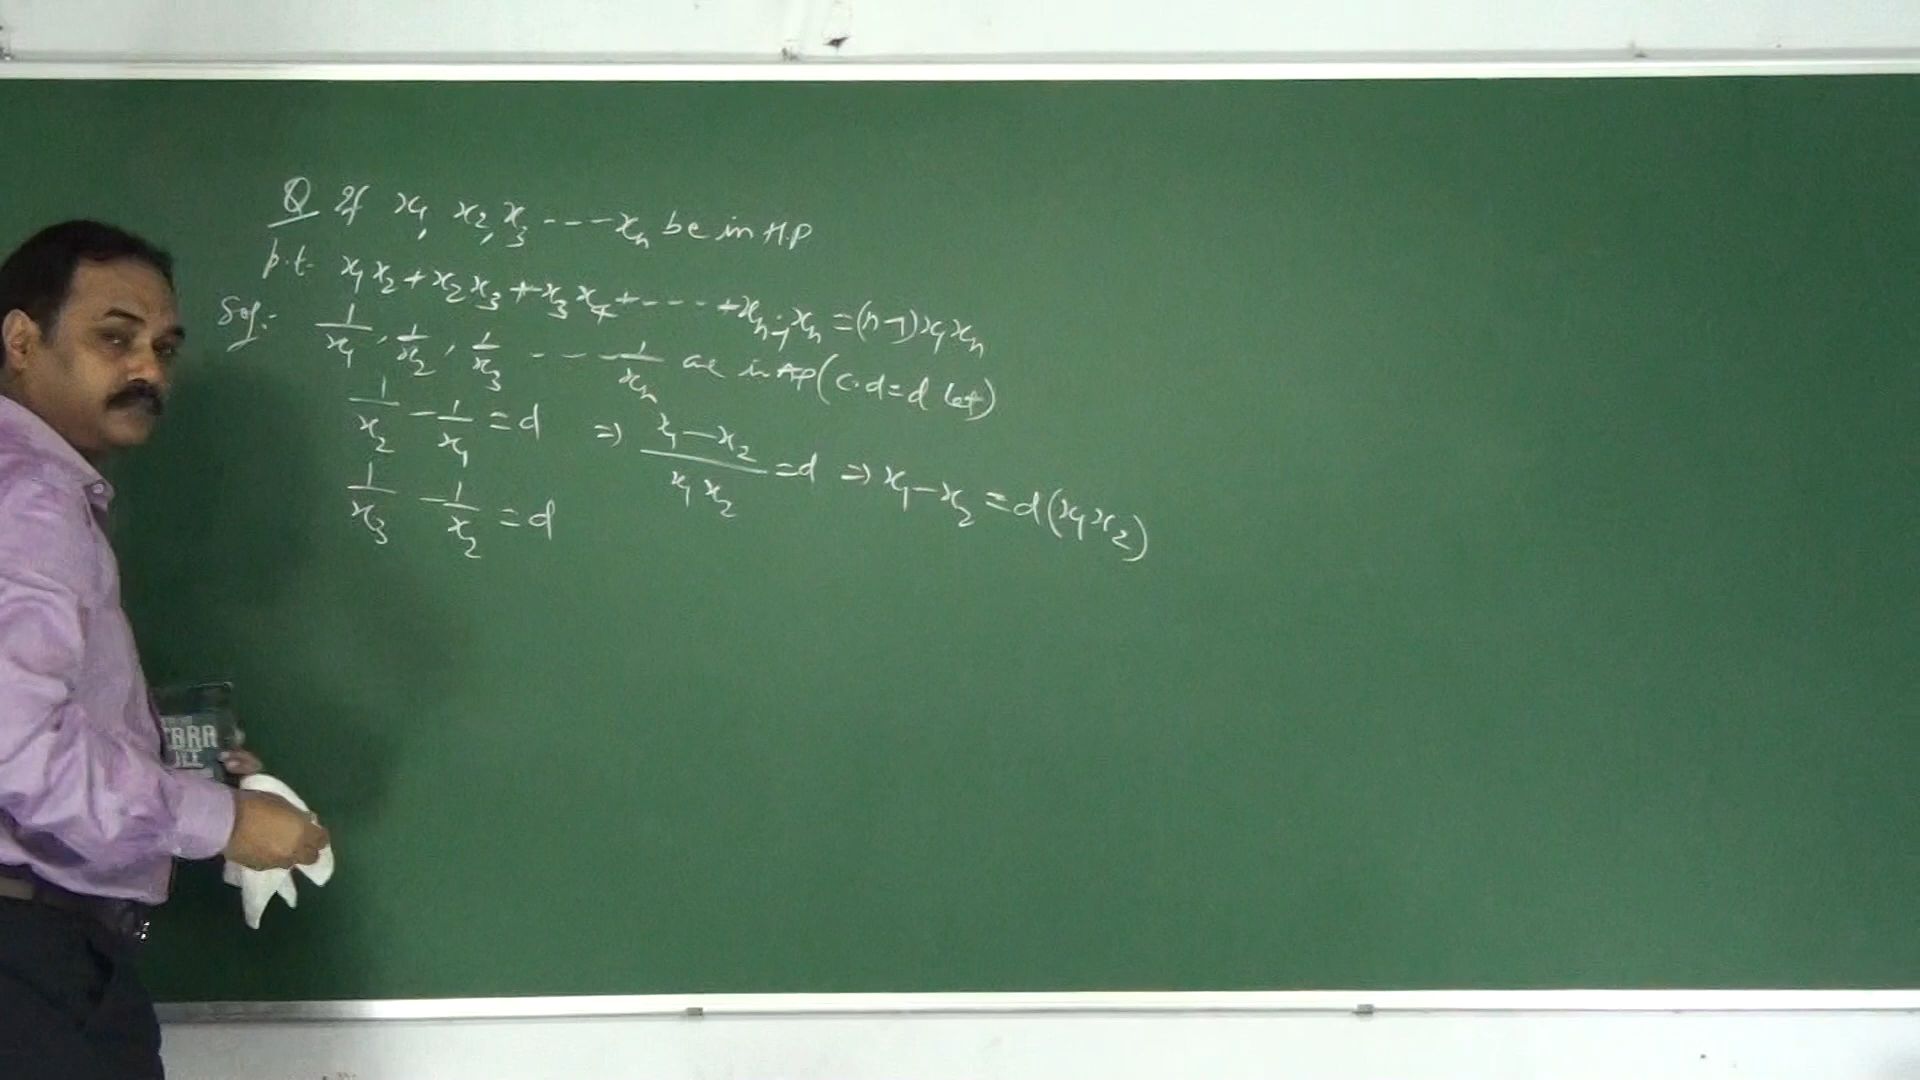 Q If x₁, x₂, x₃ ---- xₙ be in H.P
p.t. x₁x₂ + x₂x₃ + x₃x₄ + ---- + xₙ₋₁·xₙ = (n-1)x₁xₙ
Sol:- 1/x₁, 1/x₂, 1/x₃ ---- 1/xₙ are in AP (c.d = d let)
1/x₂ - 1/x₁ = d ⇒ (x₁ - x₂)/(x₁x₂) = d ⇒ x₁ - x₂ = d(x₁x₂)
1/x₃ - 1/x₂ = d